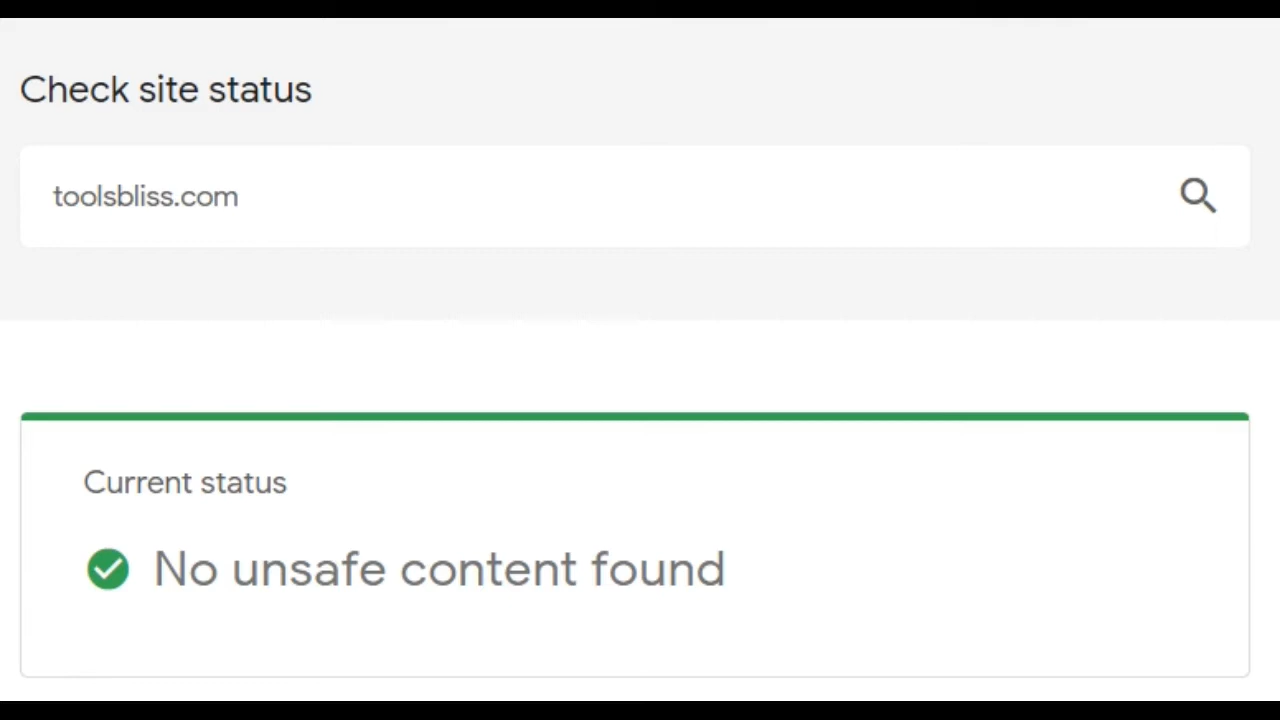 Check site status
toolsbliss.com
Current status
No unsafe content found